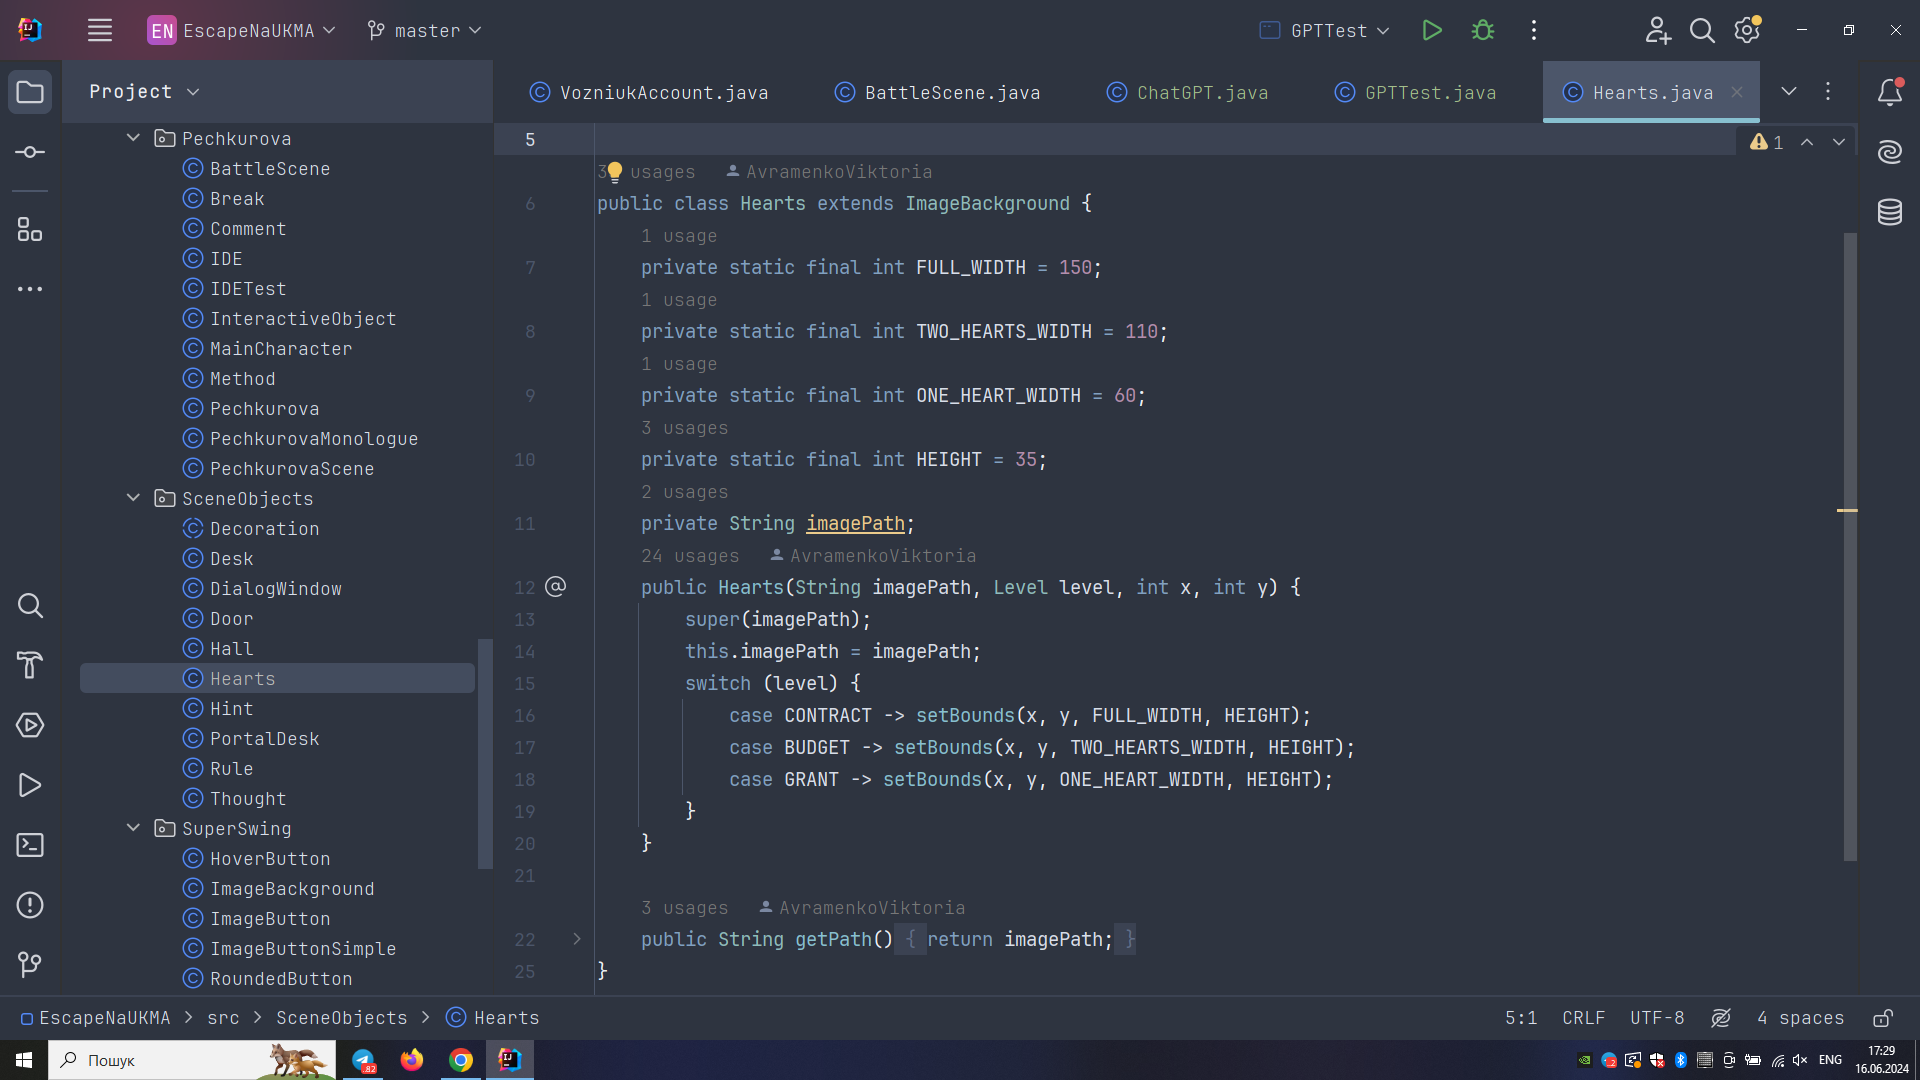 EN EscapeNaUKMA master GPTTest
Project
VozniukAccount.java BattleScene.java ChatGPT.java GPTTest.java Hearts.java
Pechkurova
BattleScene
Break
Comment
IDE
IDETest
InteractiveObject
MainCharacter
Method
Pechkurova
PechkurovaMonologue
PechkurovaScene
SceneObjects
Decoration
Desk
DialogWindow
Door
Hall
Hearts
Hint
PortalDesk
Rule
Thought
SuperSwing
HoverButton
ImageBackground
ImageButton
ImageButtonSimple
RoundedButton
5
1
usages AvramenkoViktoria
6 public class Hearts extends ImageBackground {
1 usage
7 private static final int FULL_WIDTH = 150;
1 usage
8 private static final int TWO_HEARTS_WIDTH = 110;
1 usage
9 private static final int ONE_HEART_WIDTH = 60;
3 usages
10 private static final int HEIGHT = 35;
2 usages
11 private String imagePath;
24 usages AvramenkoViktoria
12 @ public Hearts(String imagePath, Level level, int x, int y) {
13 super(imagePath);
14 this.imagePath = imagePath;
15 switch (level) {
16 case CONTRACT -> setBounds(x, y, FULL_WIDTH, HEIGHT);
17 case BUDGET -> setBounds(x, y, TWO_HEARTS_WIDTH, HEIGHT);
18 case GRANT -> setBounds(x, y, ONE_HEART_WIDTH, HEIGHT);
19 }
20 }
21
3 usages AvramenkoViktoria
22 public String getPath() { return imagePath; }
25 }
EscapeNaUKMA > src > SceneObjects > Hearts
5:1 CRLF UTF-8 4 spaces
Пошук
82
ENG
17:29
16.06.2024